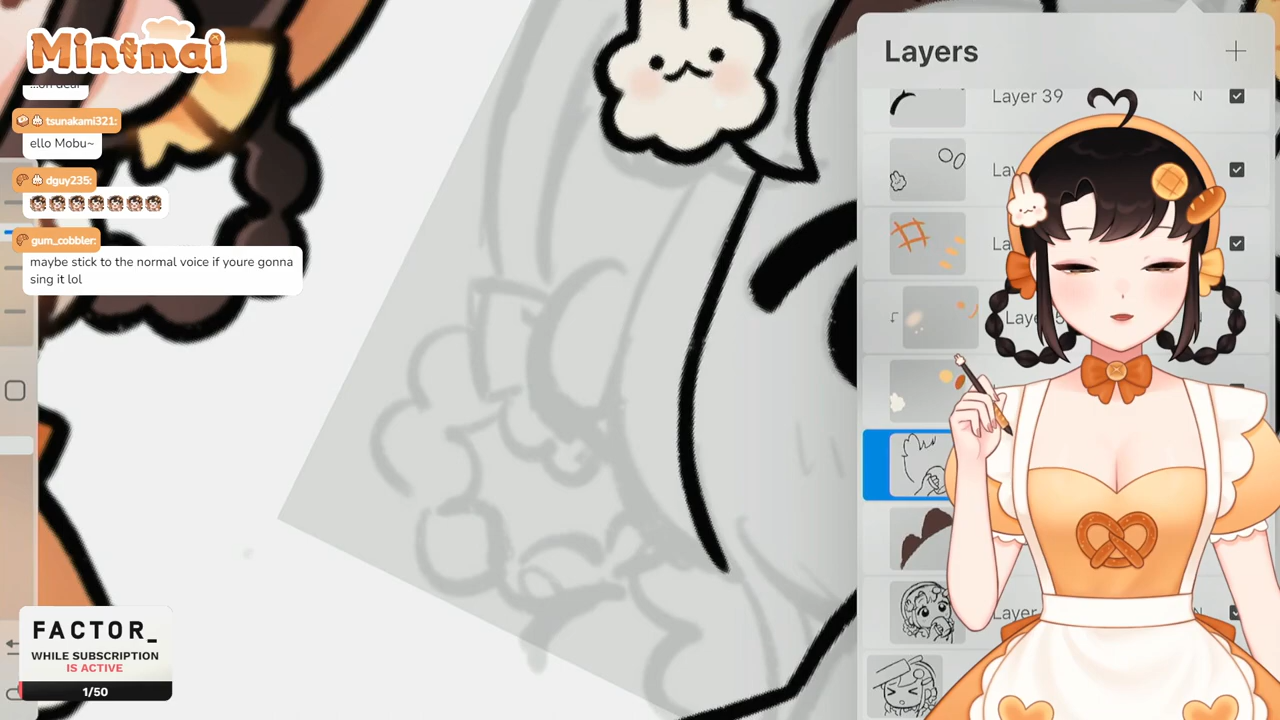 Mintmai
...oh dear
tsunakami321:
ello Mobu~
dguy235:
gum_cobbler:
maybe stick to the normal voice if youre gonna
sing it lol
FACTOR_
WHILE SUBSCRIPTION
IS ACTIVE
1/50
Layers
Layer 39
N
Layer